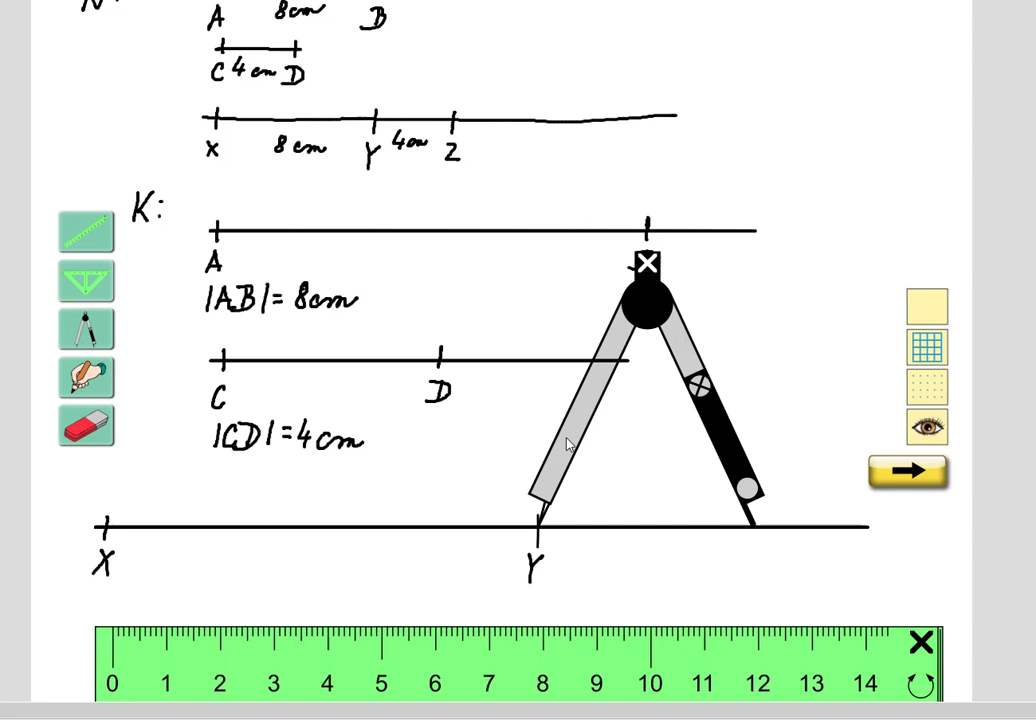 A 8cm B
C 4cm D
X 8cm Y 4cm Z
K:
A
|AB|= 8cm
C D
|CD|=4cm
X Y
0 1 2 3 4 5 6 7 8 9 10 11 12 13 14